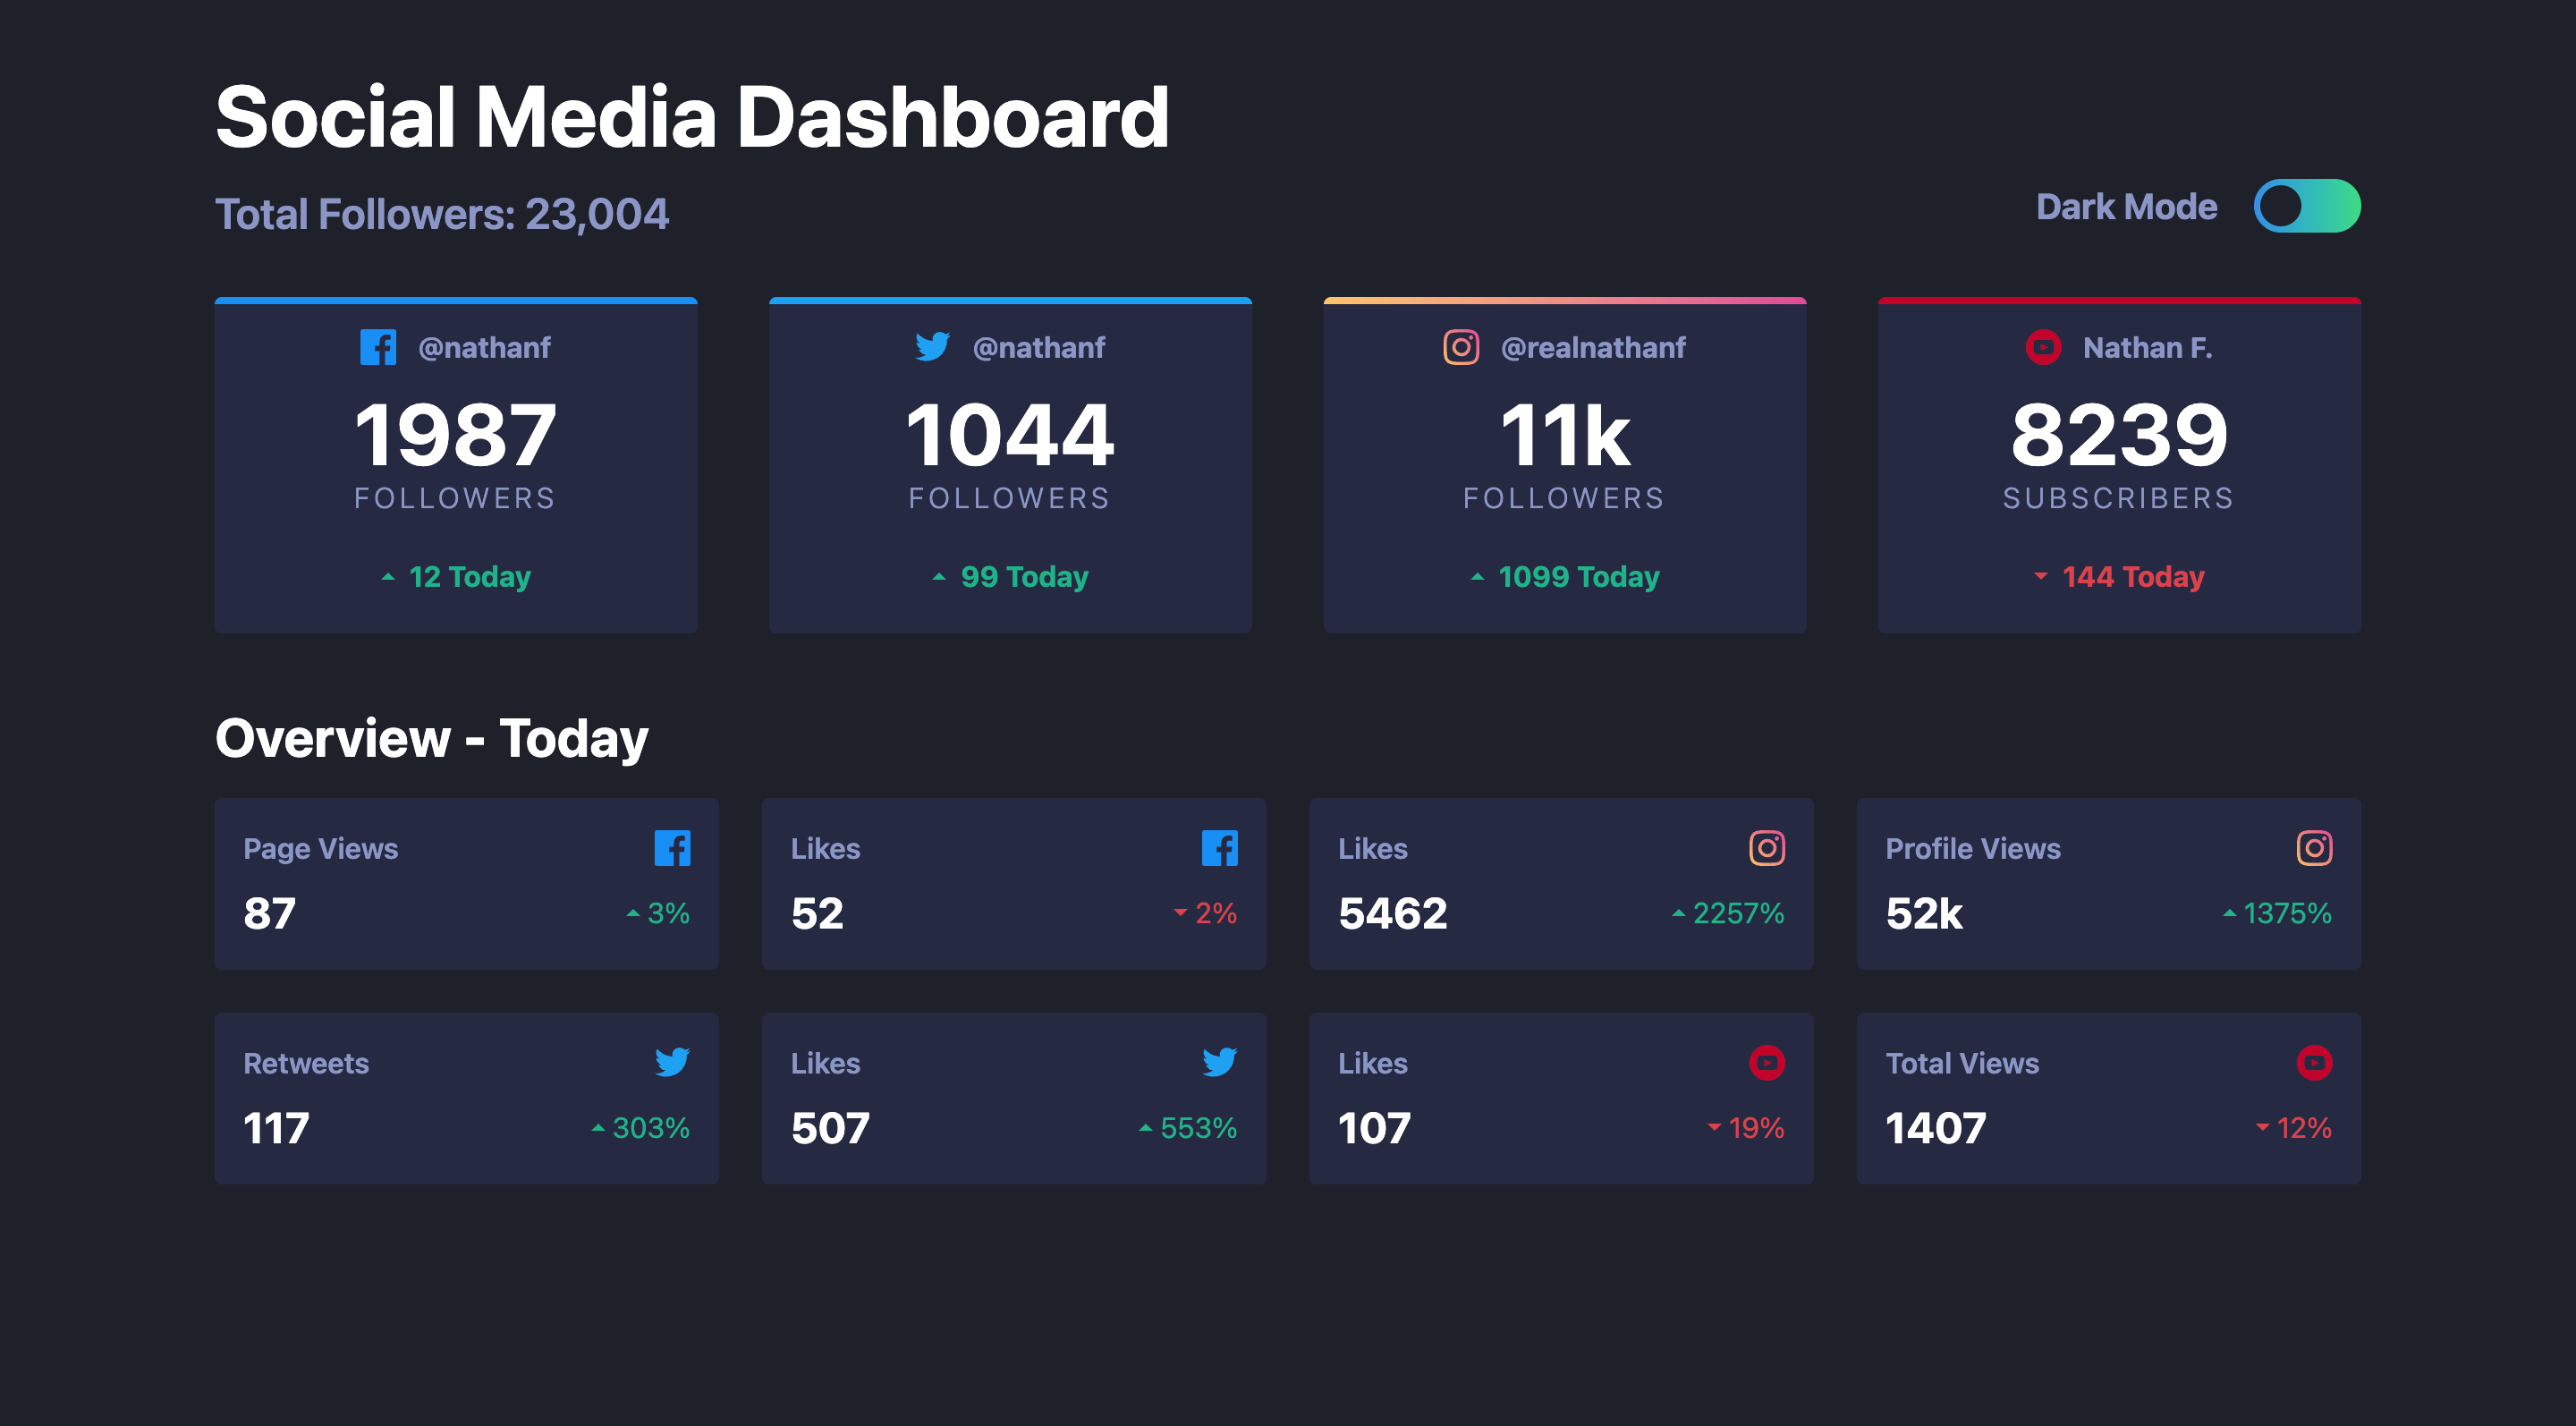 Social Media Dashboard
Total Followers: 23,004
Dark Mode
@nathanf
1987
FOLLOWERS
12 Today
@nathanf
1044
FOLLOWERS
99 Today
@realnathanf
11k
FOLLOWERS
1099 Today
Nathan F.
8239
SUBSCRIBERS
144 Today
Overview - Today
Page Views
87
3%
Likes
52
2%
Likes
5462
2257%
Profile Views
52k
1375%
Retweets
117
303%
Likes
507
553%
Likes
107
19%
Total Views
1407
12%